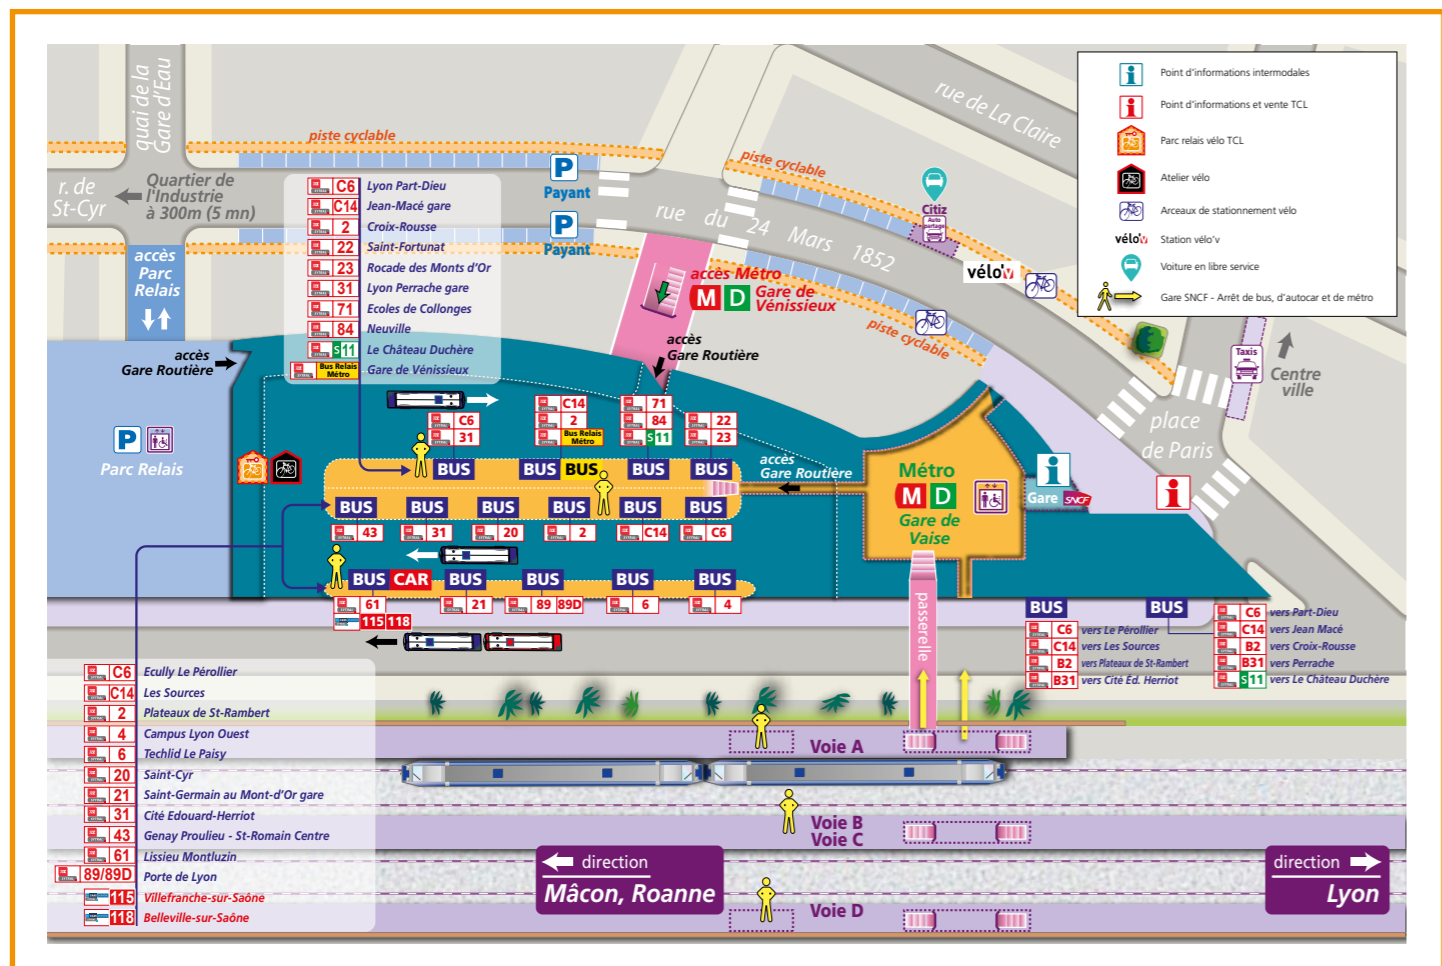 quai de la
Gare d'Eau
piste cyclable
r. de
St-Cyr
Quartier de
l'Industrie
à 300m (5 mn)
P
Payant
P
Payant
rue du 24 Mars 1852
rue de La Claire
piste cyclable
Citiz
Auto
partage
vélo'v
piste cyclable
Taxis
Centre
ville
place
de Paris
i Point d'informations intermodales
i Point d'informations et vente TCL
Parc relais vélo TCL
Atelier vélo
Arceaux de stationnement vélo
vélo'v Station vélo'v
Voiture en libre service
Gare SNCF - Arrêt de bus, d'autocar et de métro
accès
Parc
Relais
accès
Gare Routière
P
Parc Relais
C6 Lyon Part-Dieu
C14 Jean-Macé gare
2 Croix-Rousse
22 Saint-Fortunat
23 Rocade des Monts d'Or
31 Lyon Perrache gare
71 Ecoles de Collonges
84 Neuville
S11 Le Château Duchère
Bus Relais
Métro
Gare de Vénissieux
accès Métro
M D Gare de
Vénissieux
accès
Gare Routière
C6
31
C14
2
Bus Relais
Métro
71
84
S11
22
23
BUS BUS BUS BUS BUS
accès
Gare Routière
BUS BUS BUS BUS BUS BUS
43 31 20 2 C14 C6
BUS CAR BUS BUS BUS BUS
61 21 89 89D 6 4
115 118
Métro
M D
Gare de
Vaise
i
Gare SNCF
i
passerelle
BUS
C6 vers Le Pérollier
C14 vers Les Sources
B2 vers Plateaux de St-Rambert
B31 vers Cité Éd. Herriot
BUS
C6 vers Part-Dieu
C14 vers Jean Macé
B2 vers Croix-Rousse
B31 vers Perrache
S11 vers Le Château Duchère
C6 Ecully Le Pérollier
C14 Les Sources
2 Plateaux de St-Rambert
4 Campus Lyon Ouest
6 Techlid Le Paisy
20 Saint-Cyr
21 Saint-Germain au Mont-d'Or gare
31 Cité Edouard-Herriot
43 Genay Proulieu - St-Romain Centre
61 Lissieu Montluzin
89/89D Porte de Lyon
115 Villefranche-sur-Saône
118 Belleville-sur-Saône
Voie A
Voie B
Voie C
Voie D
direction
Mâcon, Roanne
direction
Lyon